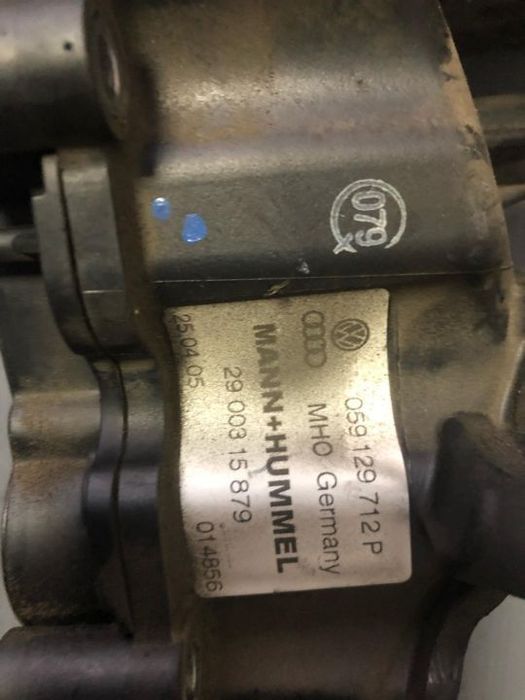 079
X
059 129 712 P
MHO Germany
MANN+HUMMEL
29 003 15 879
25.04.05 014856